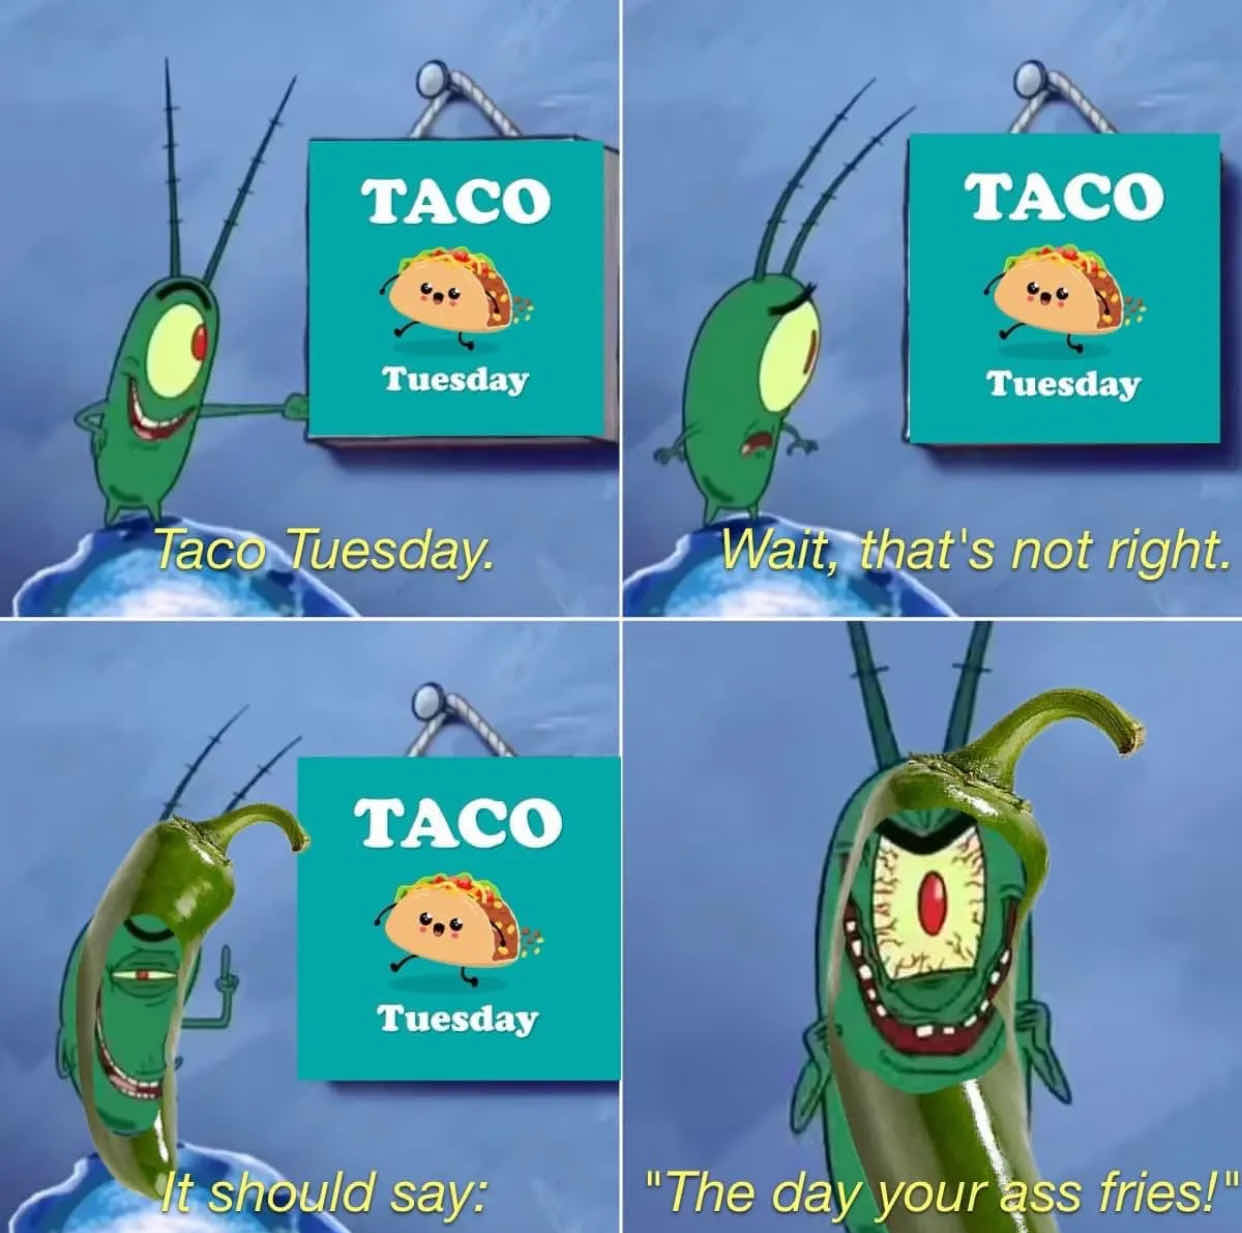 TACO
Tuesday
Taco Tuesday.
TACO
Tuesday
Wait, that's not right.
TACO
Tuesday
It should say:
"The day your ass fries!"